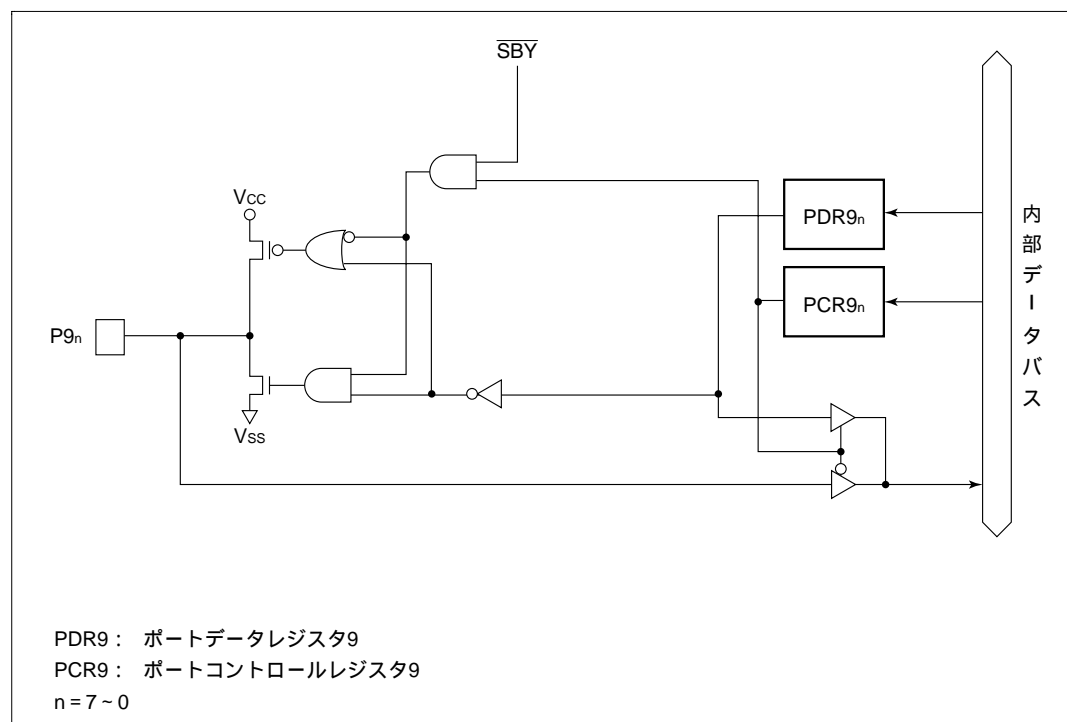 SBY
VCC
PDR9n
内部データバス
PCR9n
P9n
VSS
PDR9 : ポートデータレジスタ9
PCR9 : ポートコントロールレジスタ9
n = 7 ~ 0